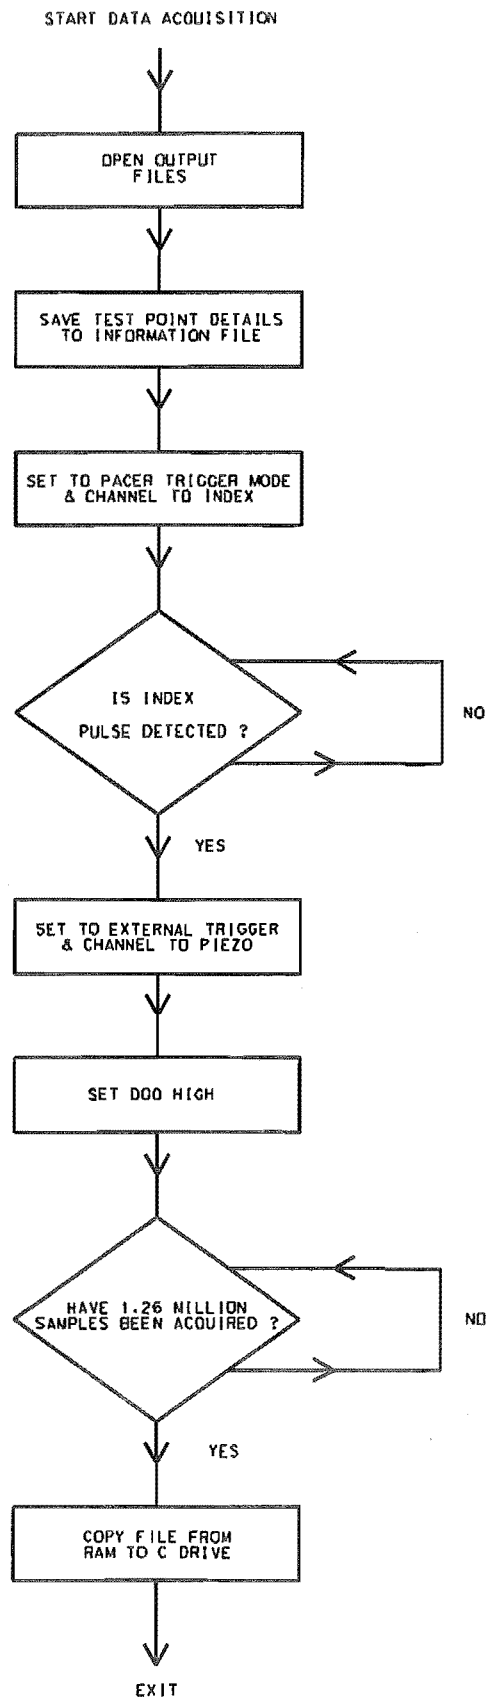 START DATA ACQUISITION
OPEN OUTPUT
FILES
SAVE TEST POINT DETAILS
TO INFORMATION FILE
SET TO PACER TRIGGER MODE
& CHANNEL TO INDEX
IS INDEX
PULSE DETECTED ?
NO
YES
SET TO EXTERNAL TRIGGER
& CHANNEL TO PIEZO
SET DOO HIGH
HAVE 1.26 MILLION
SAMPLES BEEN ACQUIRED ?
NO
YES
COPY FILE FROM
RAM TO C DRIVE
EXIT